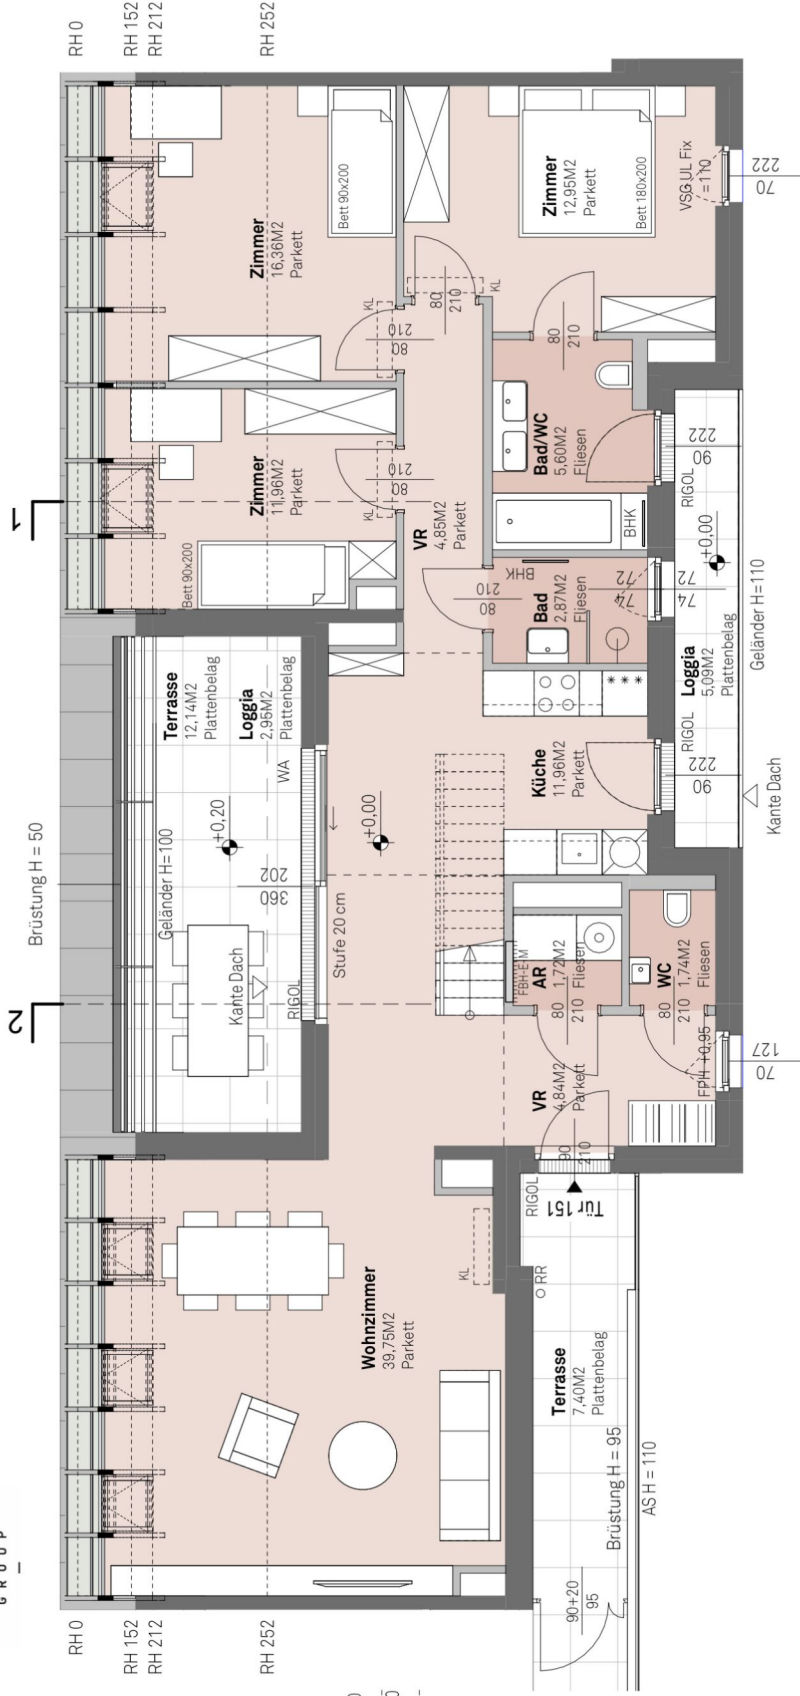 RH 0
RH 152
RH 212
RH 252
Zimmer
16,36M2
Parkett
Bett 90x200
KL
80
210
Zimmer
12,95M2
Parkett
Bett 180x200
VSG UL Fix
=110
70
222
80
210
KL
80
210
Zimmer
11,96M2
Parkett
Bett 90x200
KL
80
210
VR
4,85M2
Parkett
Bad/WC
5,60M2
Fliesen
BHK
90
222
RIGOL
+0,00
1
80
210
BHK
Bad
2,87M2
Fliesen
74
72
74
72
Loggia
5,09M2
Plattenbelag
Geländer H=110
RIGOL
90
222
Kante Dach
Terrasse
12,14M2
Plattenbelag
Loggia
2,95M2
Plattenbelag
WA
Brüstung H = 50
Geländer H=100
+0,20
360
202
Kante Dach
RIGOL
Stufe 20 cm
+0,00
Küche
11,96M2
Parkett
***
2
FBH-E-M
AR
1,72M2
Fliesen
80
210
WC
1,74M2
Fliesen
80
210
VR
4,84M2
Parkett
FPH +0,95
70
127
90
210
RIGOL
Tür 151
RR
KL
Wohnzimmer
39,75M2
Parkett
Terrasse
7,40M2
Plattenbelag
Brüstung H = 95
AS H = 110
90+20
95
RH 0
RH 152
RH 212
RH 252
GROUP